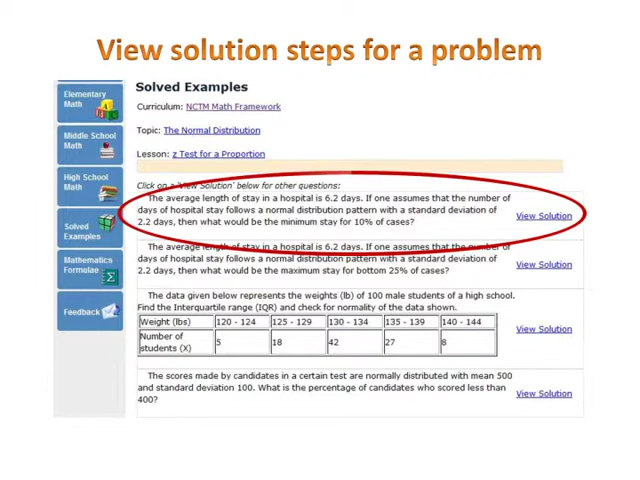 View solution steps for a problem
Elementary
Math
Middle School
Math
High School
Math
Solved
Examples
Mathematics
Formulae
Feedback
Solved Examples
Curriculum: NCTM Math Framework
Topic: The Normal Distribution
Lesson: z Test for a Proportion
Click on a 'View Solution' below for other questions:
The average length of stay in a hospital is 6.2 days. If one assumes that the number of
days of hospital stay follows a normal distribution pattern with a standard deviation of
2.2 days, then what would be the minimum stay for 10% of cases?
View Solution
The average length of stay in a hospital is 6.2 days. If one assumes that the number of
days of hospital stay follows a normal distribution pattern with a standard deviation of
2.2 days, then what would be the maximum stay for bottom 25% of cases?
View Solution
The data given below represents the weights (lb) of 100 male students of a high school.
Find the Interquartile range (IQR) and check for normality of the data shown.
Weight (lbs) 120 - 124 125 - 129 130 - 134 135 - 139 140 - 144
Number of
students (X) 5 18 42 27 8
View Solution
The scores made by candidates in a certain test are normally distributed with mean 500
and standard deviation 100. What is the percentage of candidates who scored less than
400?
View Solution